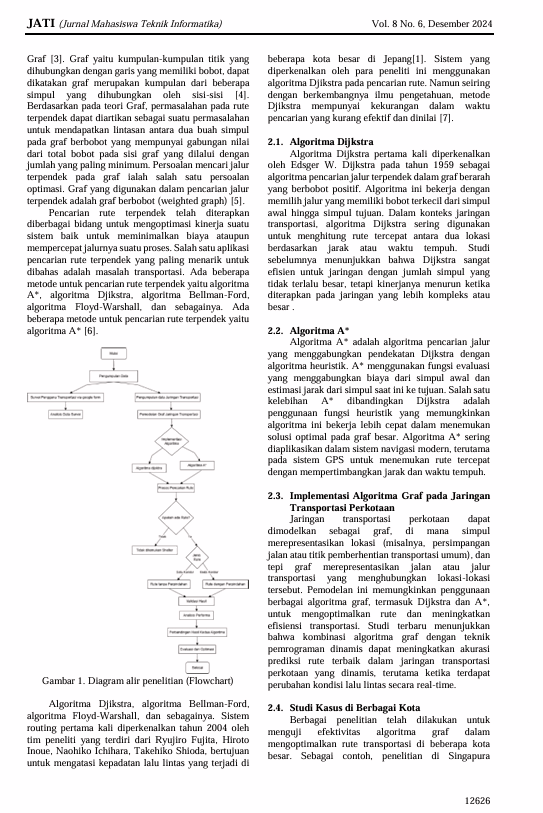 JATI (Jurnal Mahasiswa Teknik Informatika)
Vol. 8 No. 6, Desember 2024
Graf [3]. Graf yaitu kumpulan-kumpulan titik yang
dihubungkan dengan garis yang memiliki bobot, dapat
dikatakan graf merupakan kumpulan dari beberapa
simpul yang dihubungkan oleh sisi-sisi [4].
Berdasarkan pada teori Graf, permasalahan pada rute
terpendek dapat diartikan sebagai suatu permasalahan
untuk mendapatkan lintasan antara dua buah simpul
pada graf berbobot yang mempunyai gabungan nilai
dari total bobot pada sisi graf yang dilalui dengan
jumlah yang paling minimum. Persoalan mencari jalur
terpendek pada graf ialah salah satu persoalan
optimasi. Graf yang digunakan dalam pencarian jalur
terpendek adalah graf berbobot (weighted graph) [5].
Pencarian rute terpendek telah diterapkan
diberbagai bidang untuk mengoptimasi kinerja suatu
sistem baik untuk meminimalkan biaya ataupun
mempercepat jalurnya suatu proses. Salah satu aplikasi
pencarian rute terpendek yang paling menarik untuk
dibahas adalah masalah transportasi. Ada beberapa
metode untuk pencarian rute terpendek yaitu algoritma
A*, algoritma Djikstra, algoritma Bellman-Ford,
algoritma Floyd-Warshall, dan sebagainya. Ada
beberapa metode untuk pencarian rute terpendek yaitu
algoritma A* [6].
Mulai
Pengumpulan Data
Survei Pengguna Transportasi via google form
Pengumpulan data Jaringan Transportasi
Analisis Data Survei
Pemodelan Graf Jaringan Transportasi
Implementasi
Algoritma
Algoritma Dijkstra
Algoritma A*
Proses Pencarian Rute
Apakah ada Rute?
Tidak
Tidak Ditemukan Graf
Rute tanpa Perpindahan
Rute dengan Perpindahan
Validasi Hasil
Analisis Performa
Evaluasi dan Optimasi
Selesai
Gambar 1. Diagram alir penelitian (Flowchart)
Algoritma Djikstra, algoritma Bellman-Ford,
algoritma Floyd-Warshall, dan sebagainya. Sistem
routing pertama kali diperkenalkan tahun 2004 oleh
tim peneliti yang terdiri dari Ryujiro Fujita, Hiroto
Inoue, Naohiko Ichihara, Takehiko Shioda, bertujuan
untuk mengatasi kepadatan lalu lintas yang terjadi di
beberapa kota besar di Jepang[1]. Sistem yang
diperkenalkan oleh para peneliti ini menggunakan
algoritma Djikstra pada pencarian rute. Namun seiring
dengan berkembangnya ilmu pengetahuan, metode
Djikstra mempunyai kekurangan dalam waktu
pencarian yang kurang efektif dan dinilai [7].
2.1. Algoritma Dijkstra
Algoritma Dijkstra pertama kali diperkenalkan
oleh Edsger W. Dijkstra pada tahun 1959 sebagai
algoritma pencarian jalur terpendek dalam graf berarah
yang berbobot positif. Algoritma ini bekerja dengan
memilih jalur yang memiliki bobot terkecil dari simpul
awal hingga simpul tujuan. Dalam konteks jaringan
transportasi, algoritma Dijkstra sering digunakan
untuk menghitung rute tercepat antara dua lokasi
berdasarkan jarak atau waktu tempuh. Studi
sebelumnya menunjukkan bahwa Dijkstra sangat
efisien untuk jaringan dengan jumlah simpul yang
tidak terlalu besar, tetapi kinerjanya menurun ketika
diterapkan pada jaringan yang lebih kompleks atau
besar .
2.2. Algoritma A*
Algoritma A* adalah algoritma pencarian jalur
yang menggabungkan pendekatan Dijkstra dengan
algoritma heuristik. A* menggunakan fungsi evaluasi
yang menggabungkan biaya dari simpul awal dan
estimasi jarak dari simpul saat ini ke tujuan. Salah satu
kelebihan A* dibandingkan Dijkstra adalah
penggunaan fungsi heuristik yang memungkinkan
algoritma ini bekerja lebih cepat dalam menemukan
solusi optimal pada graf besar. Algoritma A* sering
diaplikasikan dalam sistem navigasi modern, terutama
pada sistem GPS untuk menemukan rute tercepat
dengan mempertimbangkan jarak dan waktu tempuh.
2.3. Implementasi Algoritma Graf pada Jaringan
Transportasi Perkotaan
Jaringan transportasi perkotaan dapat
dimodelkan sebagai graf, di mana simpul
merepresentasikan lokasi (misalnya, persimpangan
jalan atau titik pemberhentian transportasi umum), dan
tepi graf merepresentasikan jalan atau jalur
transportasi yang menghubungkan lokasi-lokasi
tersebut. Pemodelan ini memungkinkan penggunaan
berbagai algoritma graf, termasuk Dijkstra dan A*,
untuk mengoptimalkan rute dan meningkatkan
efisiensi transportasi. Studi terbaru menunjukkan
bahwa kombinasi algoritma graf dengan teknik
pemrograman dinamis dapat meningkatkan akurasi
prediksi rute terbaik dalam jaringan transportasi
perkotaan yang dinamis, terutama ketika terdapat
perubahan kondisi lalu lintas secara real-time.
2.4. Studi Kasus di Berbagai Kota
Berbagai penelitian telah dilakukan untuk
menguji efektivitas algoritma graf dalam
mengoptimalkan rute transportasi di beberapa kota
besar. Sebagai contoh, penelitian di Singapura
12626